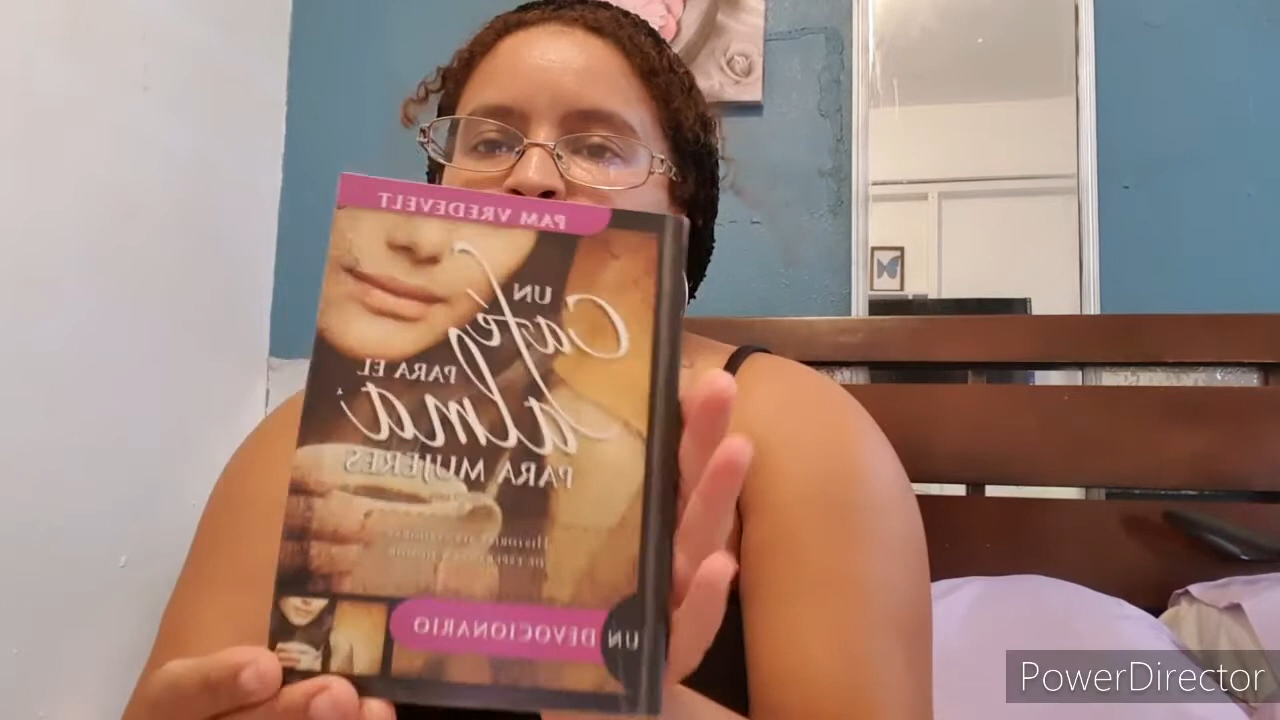 PAM VREDEVELT
UN
Café
PARA EL
alma
PARA MUJERES
UN DEVOCIONARIO
PowerDirector